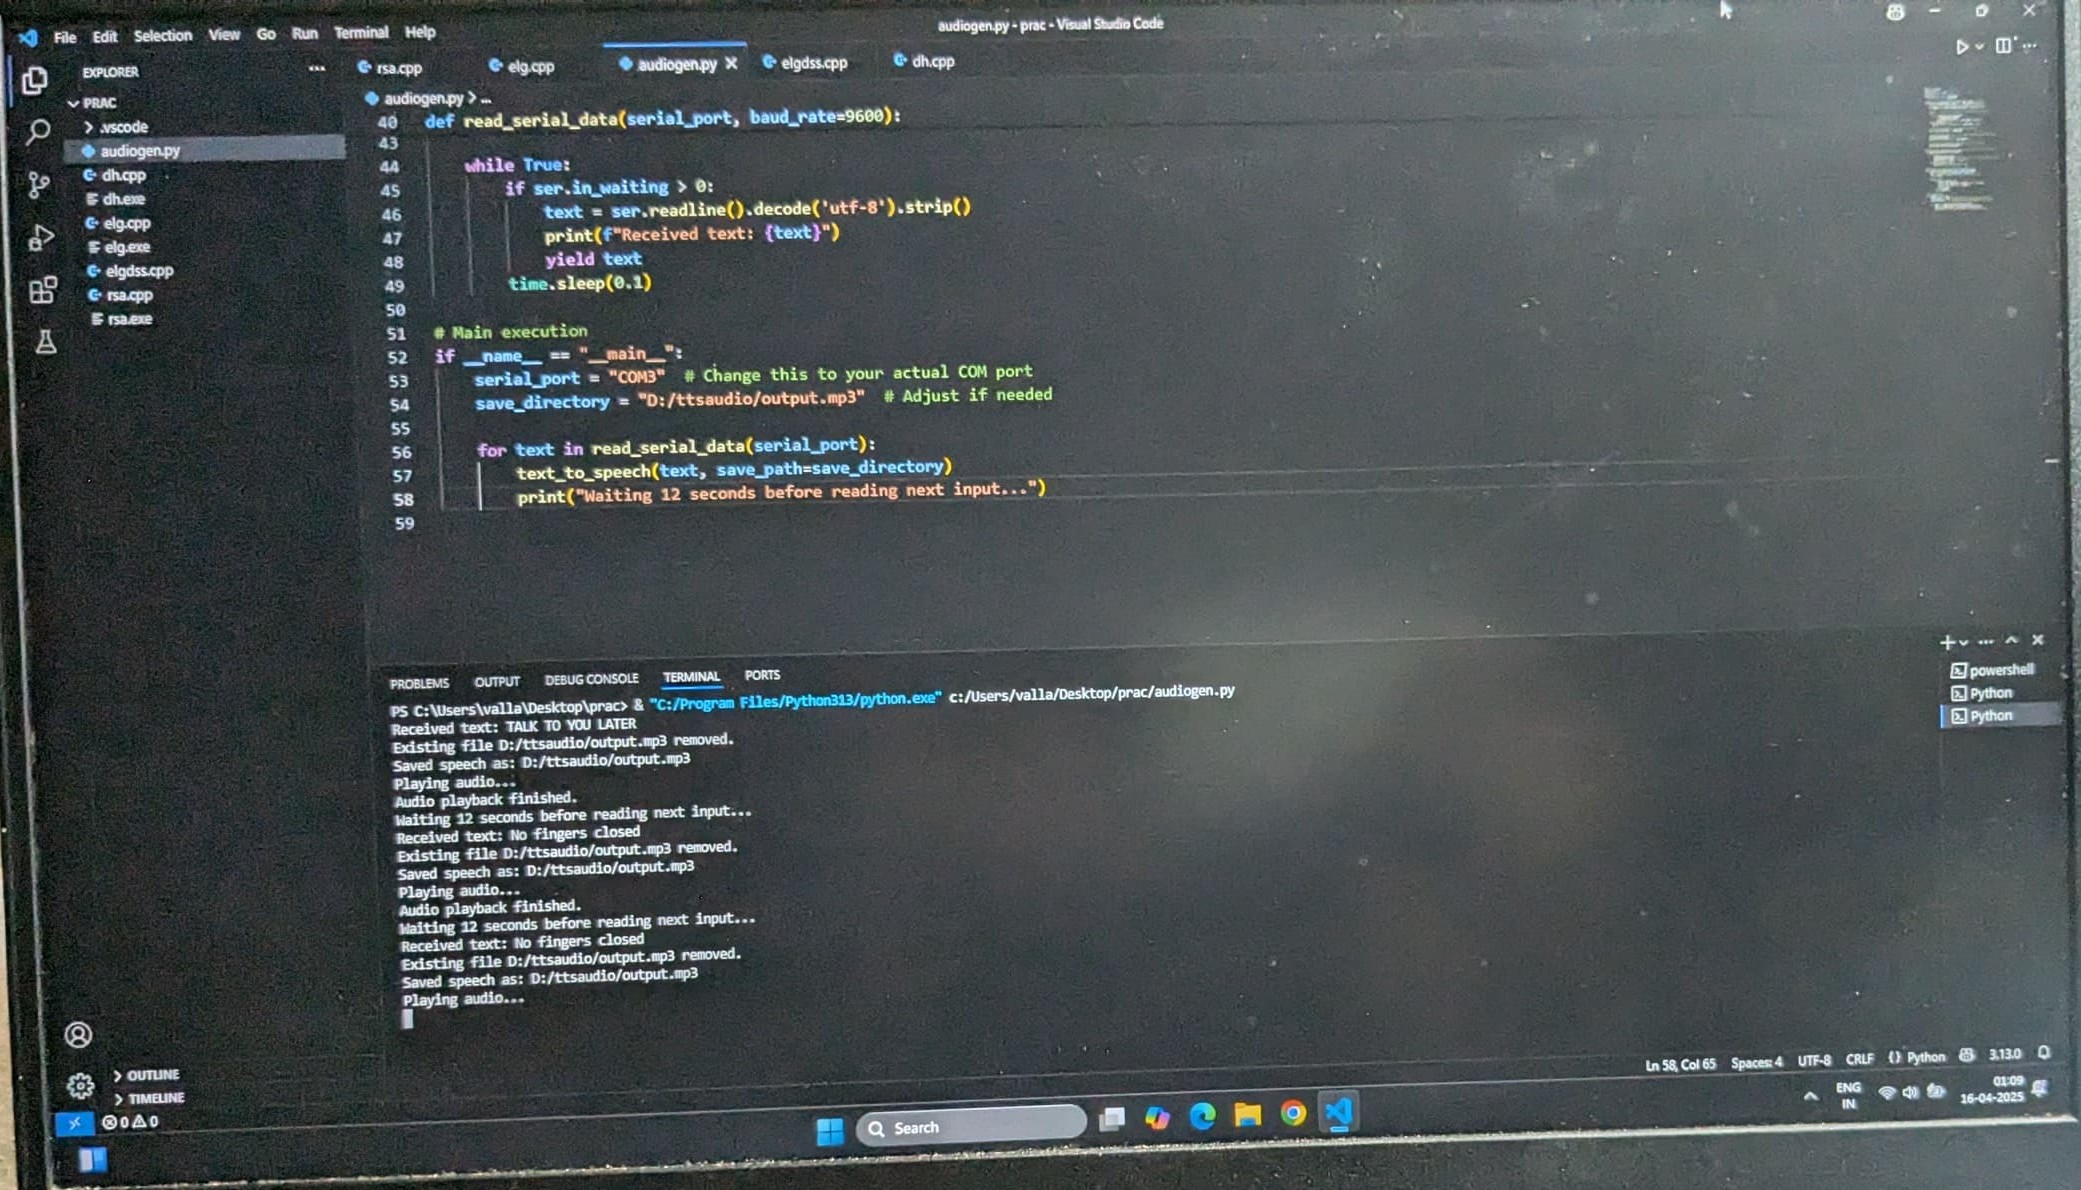 File Edit Selection View Go Run Terminal Help
audiogen.py - prac - Visual Studio Code
EXPLORER
PRAC
.vscode
audiogen.py
dh.cpp
dh.exe
elg.cpp
elg.exe
elgdss.cpp
rsa.cpp
rsa.exe
OUTLINE
TIMELINE
rsa.cpp elg.cpp audiogen.py elgdss.cpp dh.cpp
audiogen.py > ...
40 def read_serial_data(serial_port, baud_rate=9600):
43
44 while True:
45 if ser.in_waiting > 0:
46 text = ser.readline().decode('utf-8').strip()
47 print(f"Received text: {text}")
48 yield text
49 time.sleep(0.1)
50
51 # Main execution
52 if __name__ == "__main__":
53 serial_port = "COM3" # Change this to your actual COM port
54 save_directory = "D:/ttsaudio/output.mp3" # Adjust if needed
55
56 for text in read_serial_data(serial_port):
57 text_to_speech(text, save_path=save_directory)
58 print("Waiting 12 seconds before reading next input...")
59
PROBLEMS OUTPUT DEBUG CONSOLE TERMINAL PORTS
PS C:\Users\valla\Desktop\prac> & "C:/Program Files/Python313/python.exe" c:/Users/valla/Desktop/prac/audiogen.py
Received text: TALK TO YOU LATER
Existing file D:/ttsaudio/output.mp3 removed.
Saved speech as: D:/ttsaudio/output.mp3
Playing audio...
Audio playback finished.
Waiting 12 seconds before reading next input...
Received text: No fingers closed
Existing file D:/ttsaudio/output.mp3 removed.
Saved speech as: D:/ttsaudio/output.mp3
Playing audio...
Audio playback finished.
Waiting 12 seconds before reading next input...
Received text: No fingers closed
Existing file D:/ttsaudio/output.mp3 removed.
Saved speech as: D:/ttsaudio/output.mp3
Playing audio...
powershell
Python
Python
0 0
Ln 58, Col 65 Spaces: 4 UTF-8 CRLF {} Python 3.13.0
Search
ENG
IN
01:09
16-04-2025